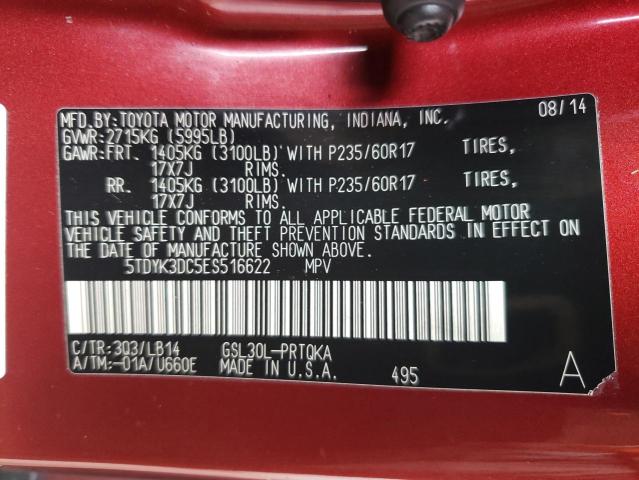 MFD.BY:TOYOTA MOTOR MANUFACTURING, INDIANA, INC. 08/14
GVWR:2715KG (5995LB)
GAWR:FRT. 1405KG (3100LB) WITH P235/60R17 TIRES,
17X7J RIMS.
RR. 1405KG (3100LB) WITH P235/60R17 TIRES,
17X7J RIMS.
THIS VEHICLE CONFORMS TO ALL APPLICABLE FEDERAL MOTOR
VEHICLE SAFETY AND THEFT PREVENTION STANDARDS IN EFFECT ON
THE DATE OF MANUFACTURE SHOWN ABOVE.
5TDYK3DC5ES516622 MPV
C/TR:3Q3/LB14 GSL30L-PRTQKA
A/TM:-01A/U660E MADE IN U.S.A. 495 A